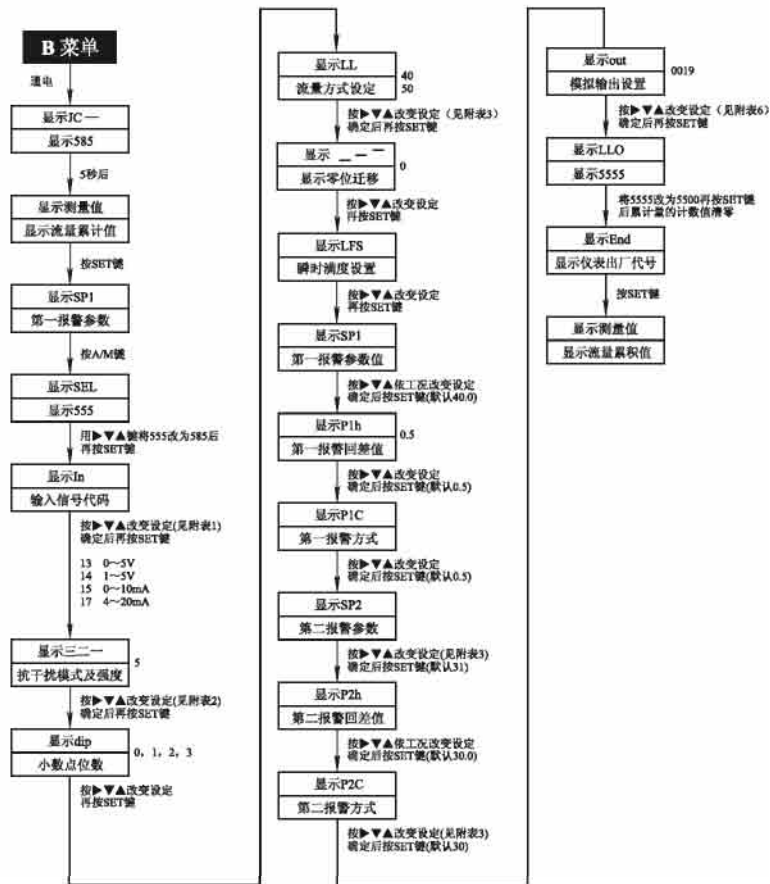 B 菜单
通电
显示JC —
显示585
5秒后
显示测量值
显示流量累计值
按SET键
显示SP1
第一报警参数
按A/M键
显示SEL
显示555
用▶▼▲键将555改为585后
再按SET键
显示In
输入信号代码
按▶▼▲改变设定(见附表1)
确定后再按SET键
13 0～5V
14 1～5V
15 0～10mA
17 4～20mA
显示三二一
抗干扰模式及强度
5
按▶▼▲改变设定(见附表2)
确定后再按SET键
显示dip
小数点位数
0，1，2，3
按▶▼▲改变设定
再按SET键
显示LL
流量方式设定
40
50
按▶▼▲改变设定（见附表3）
确定后再按SET键
显示 _ — ¯
显示零位迁移
0
按▶▼▲改变设定
再按SET键
显示LFS
瞬时满度设置
按▶▼▲改变设定
再按SET键
显示SP1
第一报警参数值
按▶▼▲依工况改变设定
确定后按SET键(默认40.0)
显示P1h
第一报警回差值
0.5
按▶▼▲改变设定
确定后按SET键(默认0.5)
显示P1C
第一报警方式
按▶▼▲改变设定
确定后按SET键(默认0.5)
显示SP2
第二报警参数
按▶▼▲改变设定(见附表3)
确定后按SET键(默认31)
显示P2h
第二报警回差值
按▶▼▲依工况改变设定
确定后按SET键(默认30.0)
显示P2C
第二报警方式
按▶▼▲改变设定(见附表3)
确定后按SET键(默认30)
显示out
模拟输出设置
0019
按▶▼▲改变设定（见附表6）
确定后再按SET键
显示LLO
显示5555
将5555改为5500再按SET键
后累计量的计数值清零
显示End
显示仪表出厂代号
按SET键
显示测量值
显示流量累积值